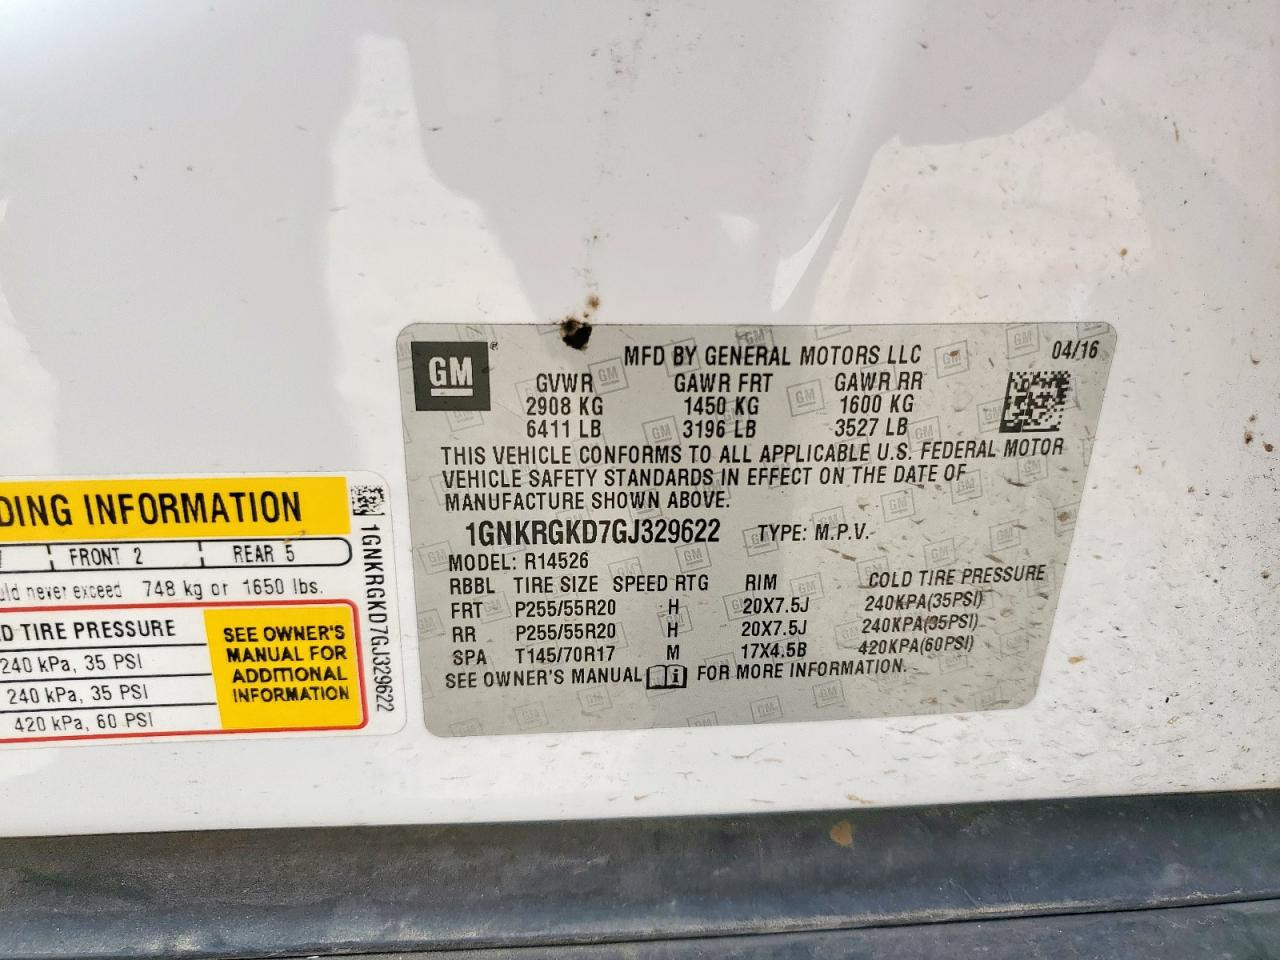 GM
MFD BY GENERAL MOTORS LLC
04/16
GVWR GAWR FRT GAWR RR
2908 KG 1450 KG 1600 KG
6411 LB 3196 LB 3527 LB
THIS VEHICLE CONFORMS TO ALL APPLICABLE U.S. FEDERAL MOTOR
VEHICLE SAFETY STANDARDS IN EFFECT ON THE DATE OF
MANUFACTURE SHOWN ABOVE.
1GNKRGKD7GJ329622 TYPE: M.P.V.
MODEL: R14526
RBBL TIRE SIZE SPEED RTG RIM COLD TIRE PRESSURE
FRT P255/55R20 H 20X7.5J 240KPA(35PSI)
RR P255/55R20 H 20X7.5J 240KPA(35PSI)
SPA T145/70R17 M 17X4.5B 420KPA(60PSI)
SEE OWNER'S MANUAL FOR MORE INFORMATION.
DING INFORMATION
FRONT 2 REAR 5
uld never exceed 748 kg or 1650 lbs.
D TIRE PRESSURE
240 kPa, 35 PSI
240 kPa, 35 PSI
420 kPa, 60 PSI
SEE OWNER'S
MANUAL FOR
ADDITIONAL
INFORMATION
1GNKRGKD7GJ329622